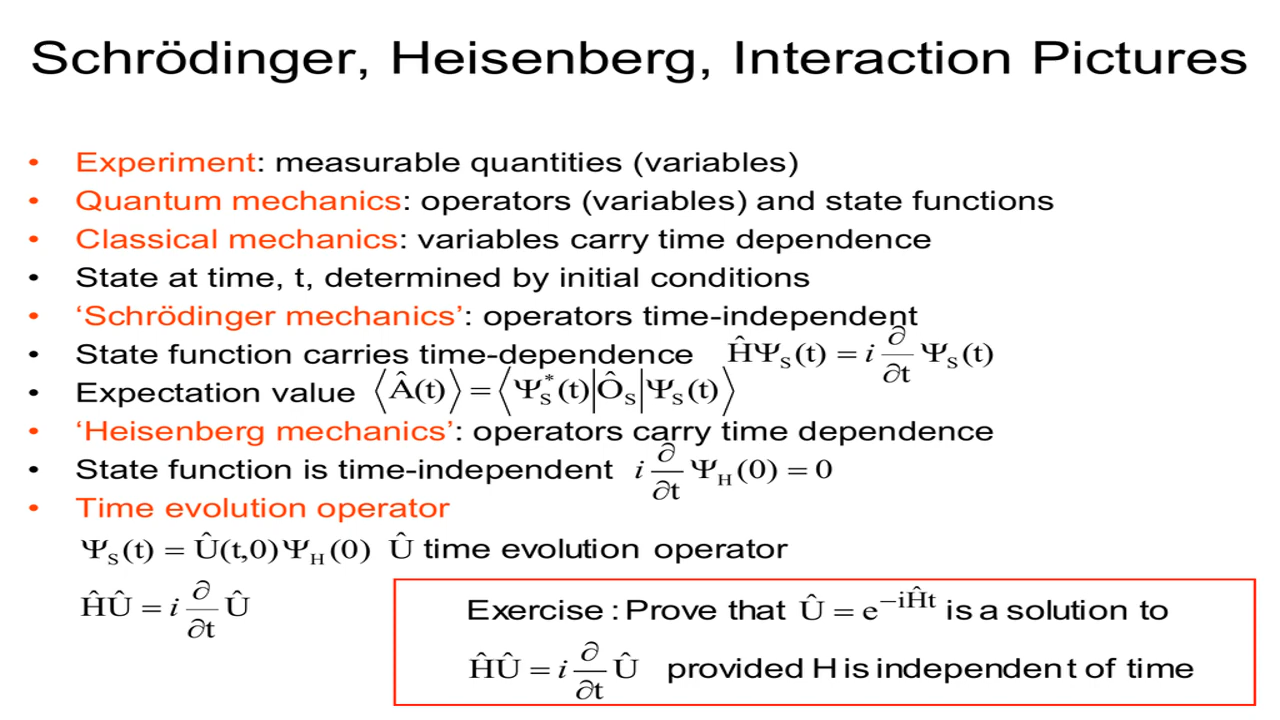 Schrödinger, Heisenberg, Interaction Pictures
• Experiment: measurable quantities (variables)
• Quantum mechanics: operators (variables) and state functions
• Classical mechanics: variables carry time dependence
• State at time, t, determined by initial conditions
• ‘Schrödinger mechanics’: operators time-independent
• State function carries time-dependence ĤΨ_S(t) = i ∂/∂t Ψ_S(t)
• Expectation value ⟨Â(t)⟩ = ⟨Ψ_S^*(t)|Ô_S|Ψ_S(t)⟩
• ‘Heisenberg mechanics’: operators carry time dependence
• State function is time-independent i ∂/∂t Ψ_H(0) = 0
• Time evolution operator
Ψ_S(t) = Û(t,0)Ψ_H(0) Û time evolution operator
ĤÛ = i ∂/∂t Û
Exercise : Prove that Û = e^{−iĤt} is a solution to
ĤÛ = i ∂/∂t Û provided H is independent of time